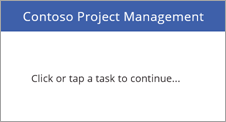 Contoso Project Management
Click or tap a task to continue...